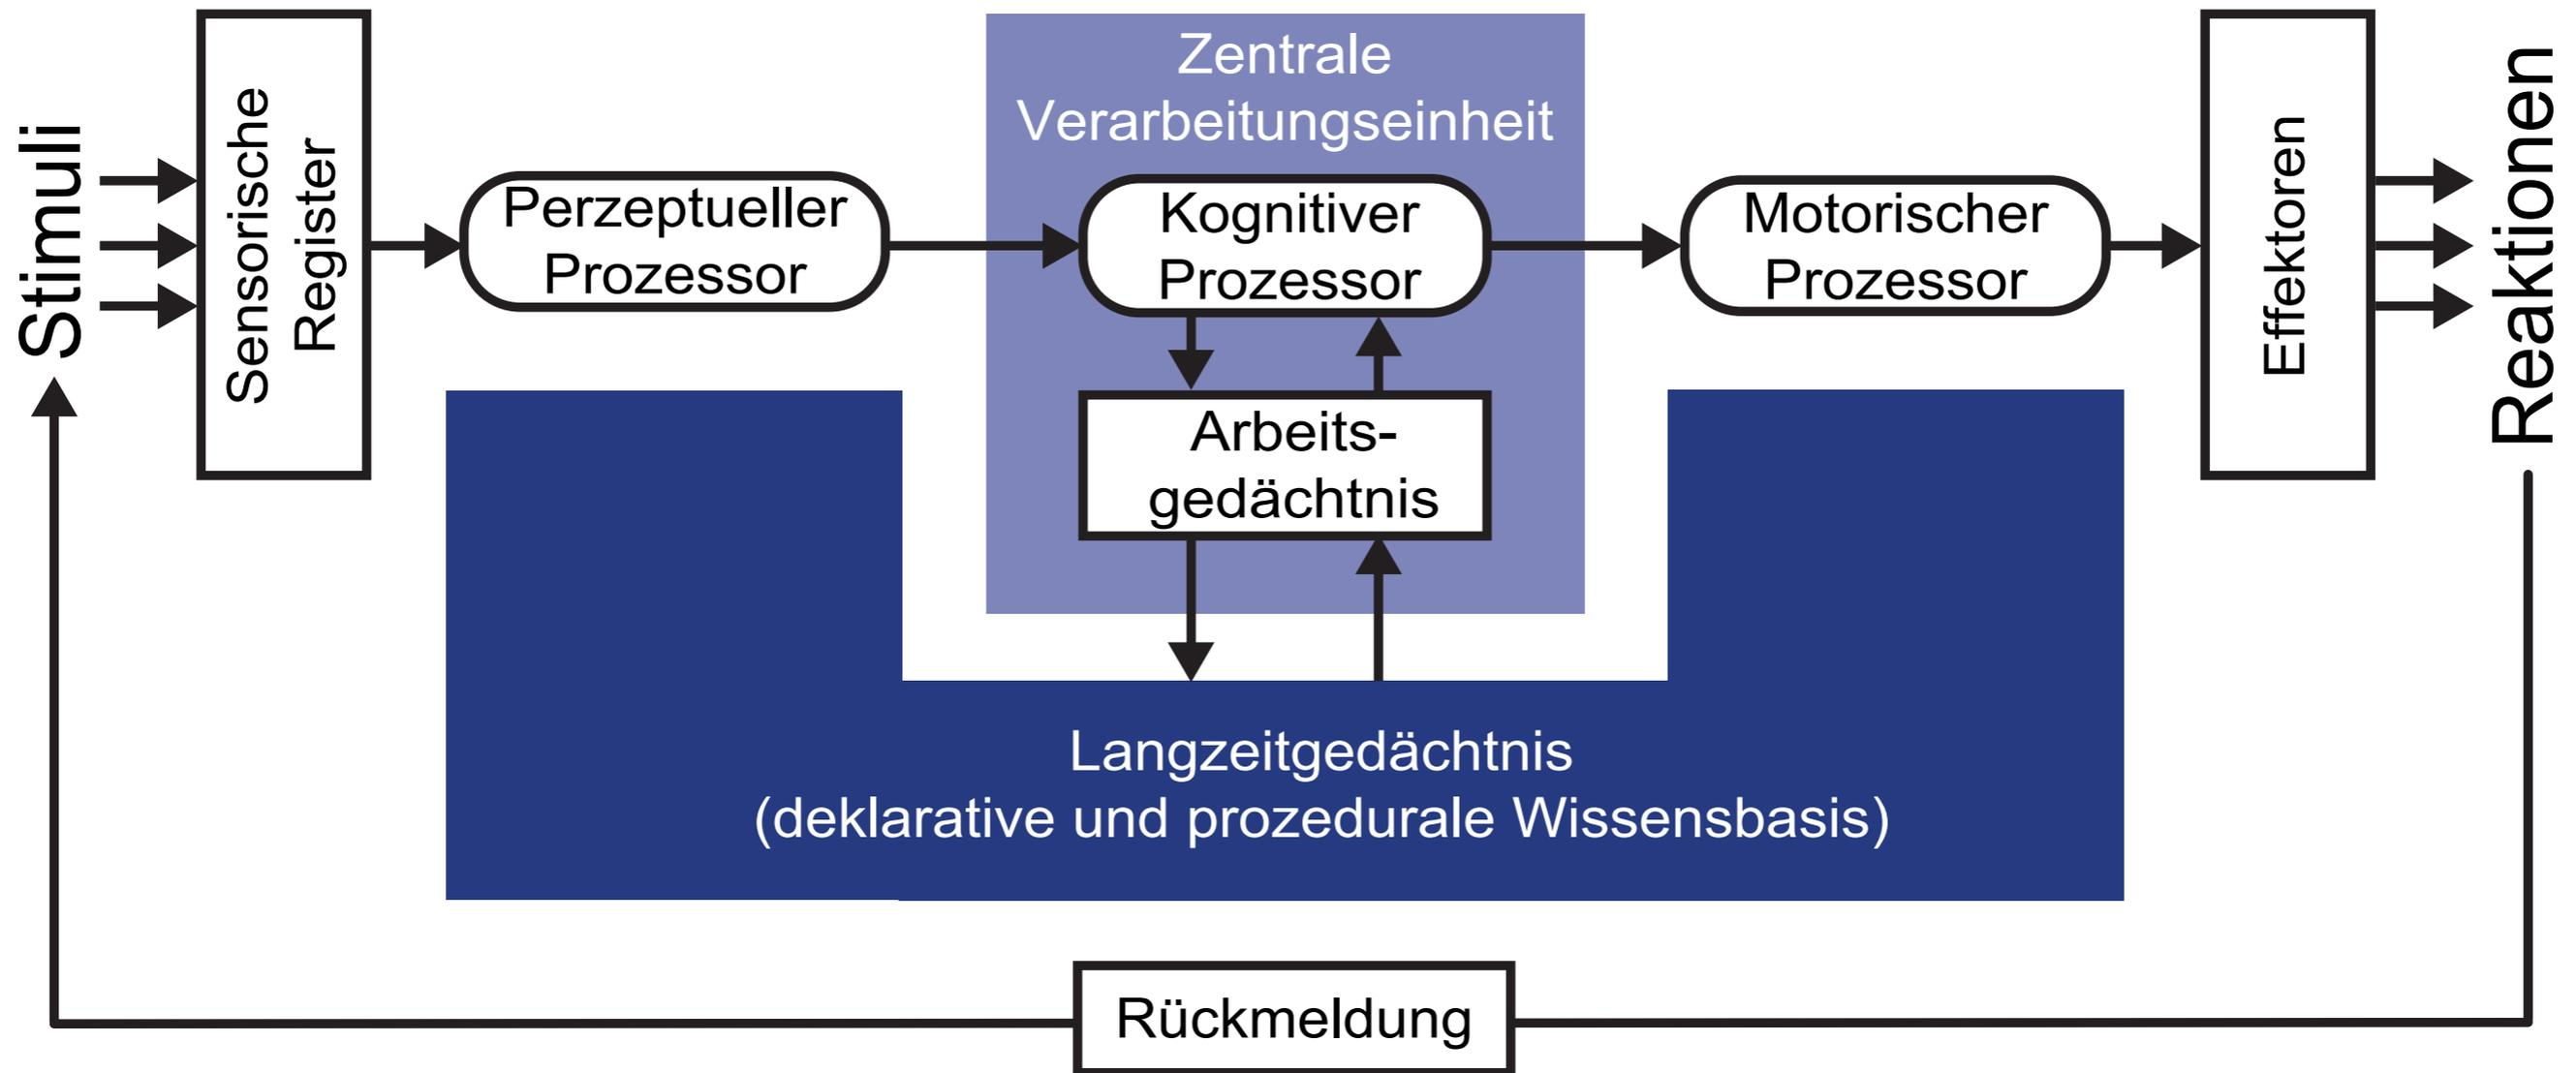 Stimuli
Sensorische
Register
Perzeptueller
Prozessor
Zentrale
Verarbeitungseinheit
Kognitiver
Prozessor
Arbeits-
gedächtnis
Motorischer
Prozessor
Effektoren
Reaktionen
Langzeitgedächtnis
(deklarative und prozedurale Wissensbasis)
Rückmeldung